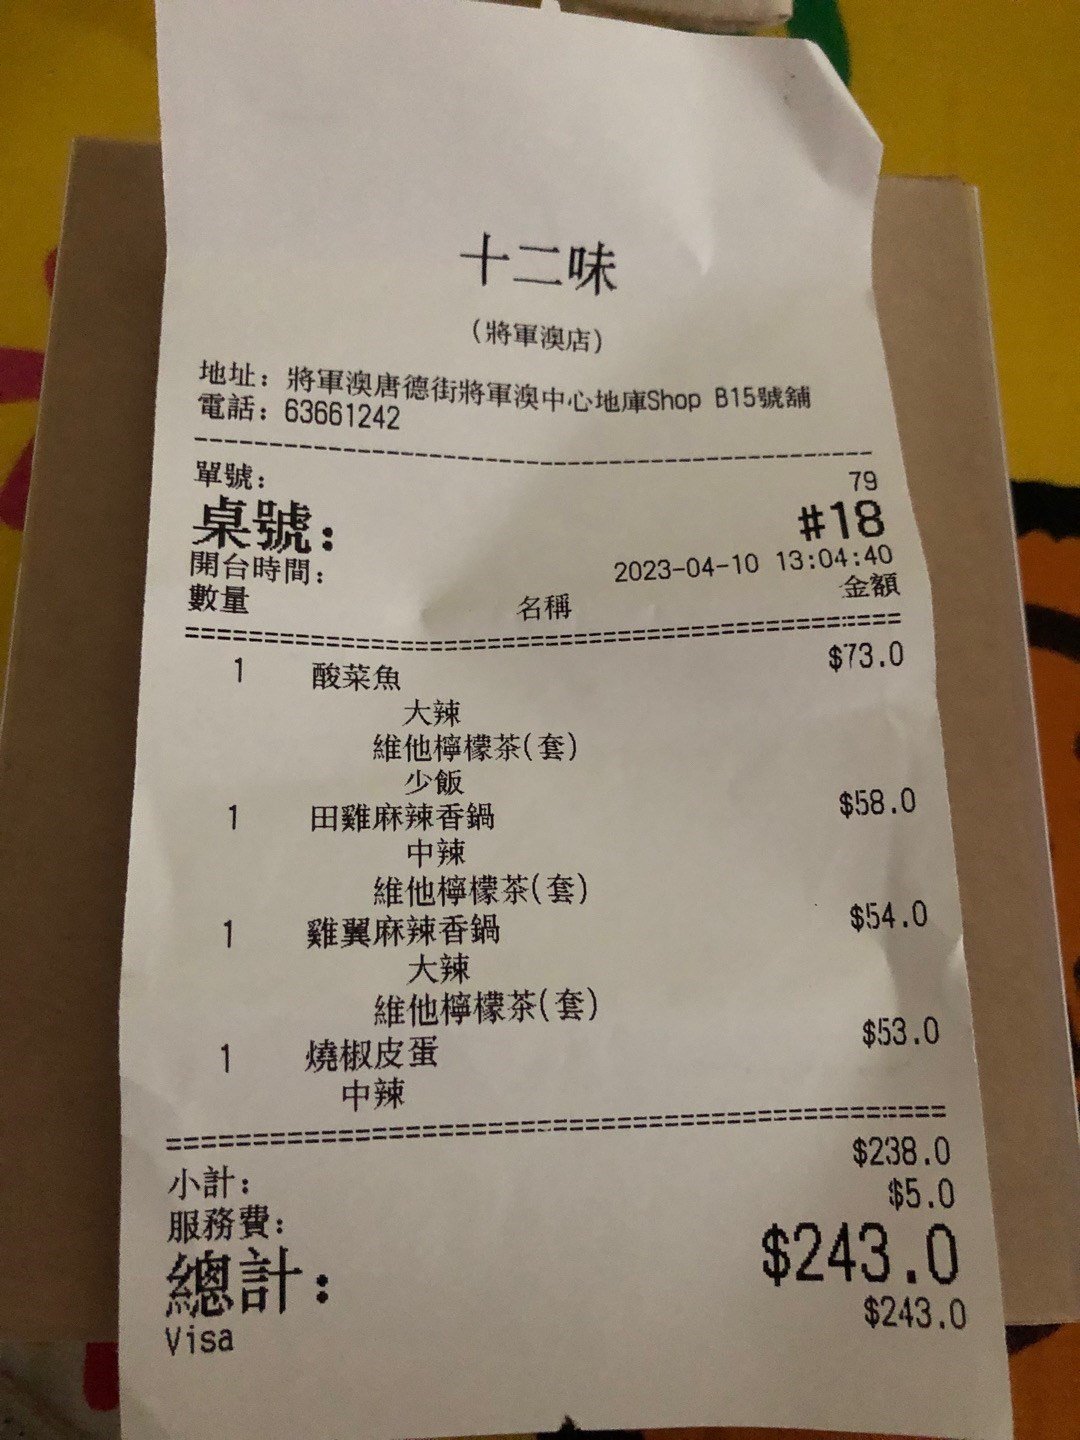 十二味
(將軍澳店)
地址: 將軍澳唐德街將軍澳中心地庫Shop B15號舖
電話: 63661242
--------------------------------------------
單號: 79
桌號: #18
開台時間: 2023-04-10 13:04:40
數量 名稱 金額
============================================
1 酸菜魚 $73.0
大辣
維他檸檬茶(套)
少飯
1 田雞麻辣香鍋 $58.0
中辣
維他檸檬茶(套)
1 雞翼麻辣香鍋 $54.0
大辣
維他檸檬茶(套)
1 燒椒皮蛋 $53.0
中辣
============================================
小計: $238.0
服務費: $5.0
總計: $243.0
Visa $243.0